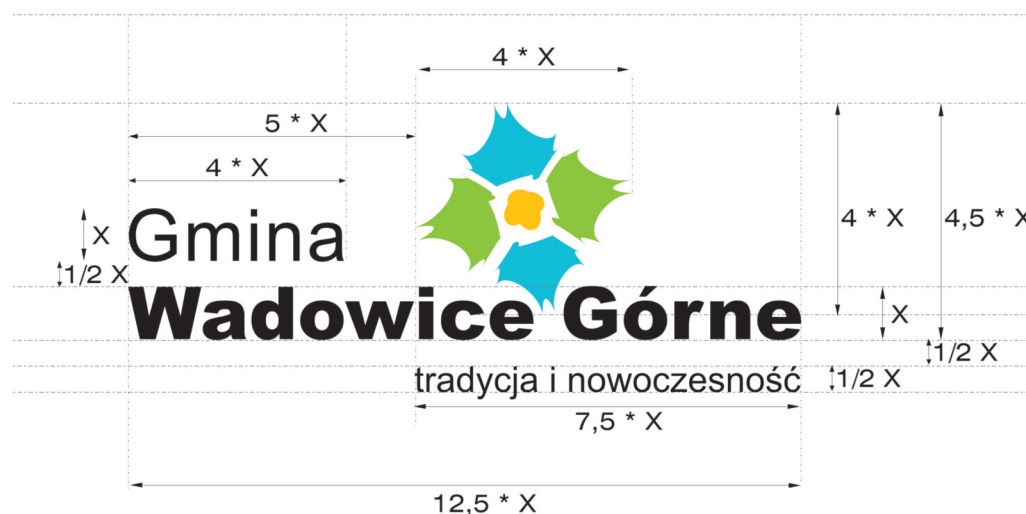 4 * X
5 * X
4 * X
4 * X
4,5 * X
X
Gmina
1/2 X
Wadowice Górne
X
1/2 X
tradycja i nowoczesność
1/2 X
7,5 * X
12,5 * X